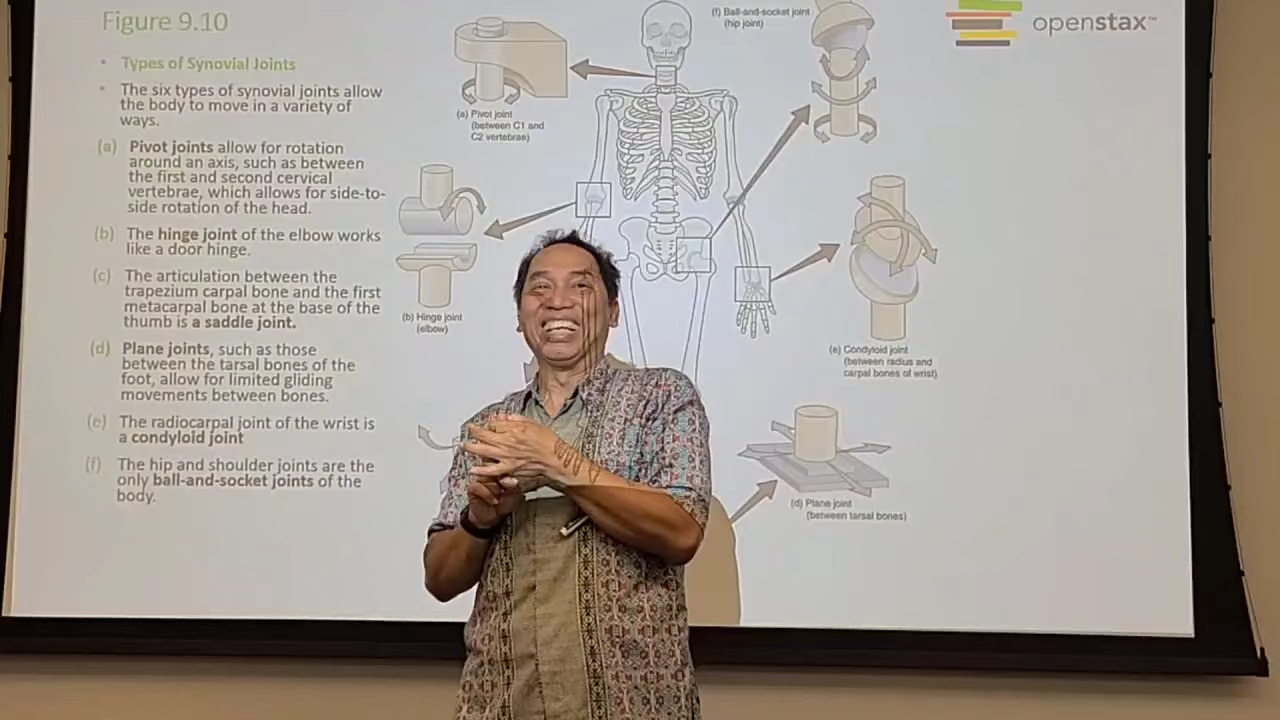 Figure 9.10
• Types of Synovial Joints
• The six types of synovial joints allow
the body to move in a variety of
ways.
(a) Pivot joints allow for rotation
around an axis, such as between
the first and second cervical
vertebrae, which allows for side-to-
side rotation of the head.
(b) The hinge joint of the elbow works
like a door hinge.
(c) The articulation between the
trapezium carpal bone and the first
metacarpal bone at the base of the
thumb is a saddle joint.
(d) Plane joints, such as those
between the tarsal bones of the
foot, allow for limited gliding
movements between bones.
(e) The radiocarpal joint of the wrist is
a condyloid joint
(f) The hip and shoulder joints are the
only ball-and-socket joints of the
body.
(a) Pivot joint
(between C1 and
C2 vertebrae)
(b) Hinge joint
(elbow)
(f) Ball-and-socket joint
(hip joint)
(e) Condyloid joint
(between radius and
carpal bones of wrist)
(d) Plane joint
(between tarsal bones)
openstax™